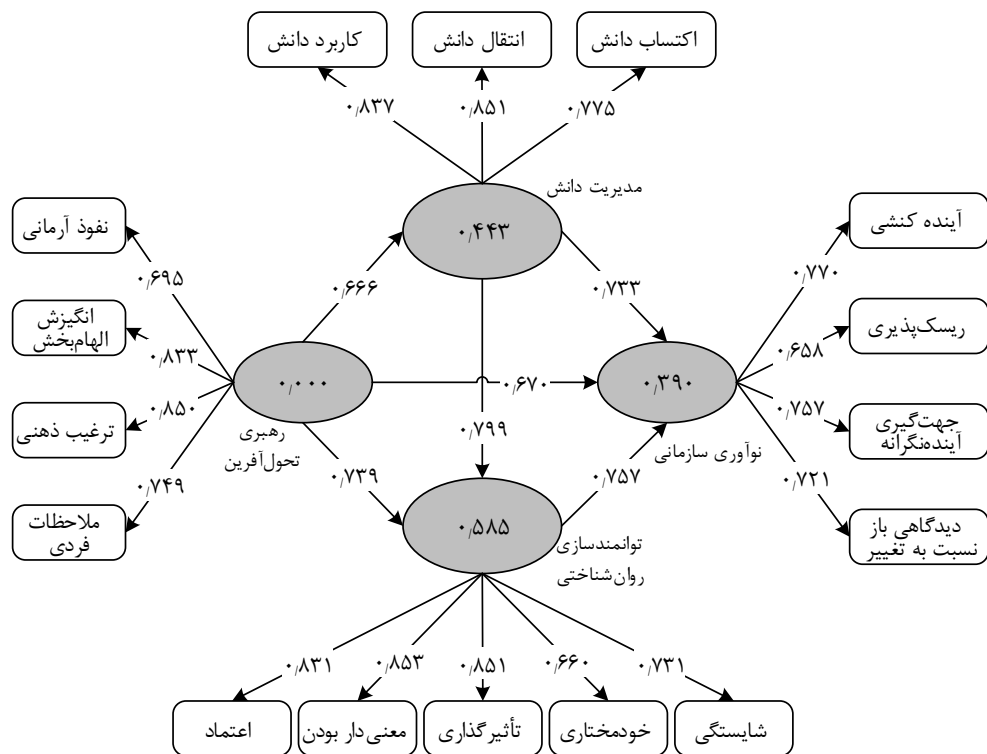 اکتساب دانش
انتقال دانش
کاربرد دانش
۰٫۷۷۵
۰٫۸۵۱
۰٫۸۳۷
مدیریت دانش
۰٫۴۴۳
آینده کنشی
نفوذ آرمانی
۰٫۷۷۰
۰٫۷۳۳
۰٫۶۶۶
۰٫۶۹۵
ریسک‌پذیری
انگیزش
الهام‌بخش
۰٫۶۵۸
۰٫۸۳۳
۰٫۳۹۰
۰٫۶۷۰
۰٫۰۰۰
جهت‌گیری
آینده‌نگرانه
۰٫۷۵۷
۰٫۸۵۰
ترغیب ذهنی
نوآوری سازمانی
۰٫۷۹۹
رهبری
تحول‌آفرین
۰٫۷۲۱
۰٫۷۵۷
۰٫۷۳۹
۰٫۷۴۹
دیدگاهی باز
نسبت به تغییر
توانمندسازی
روان‌شناختی
۰٫۵۸۵
ملاحظات
فردی
۰٫۷۳۱
۰٫۶۶۰
۰٫۸۵۱
۰٫۸۵۳
۰٫۸۳۱
شایستگی
خودمختاری
تأثیرگذاری
معنی‌دار بودن
اعتماد